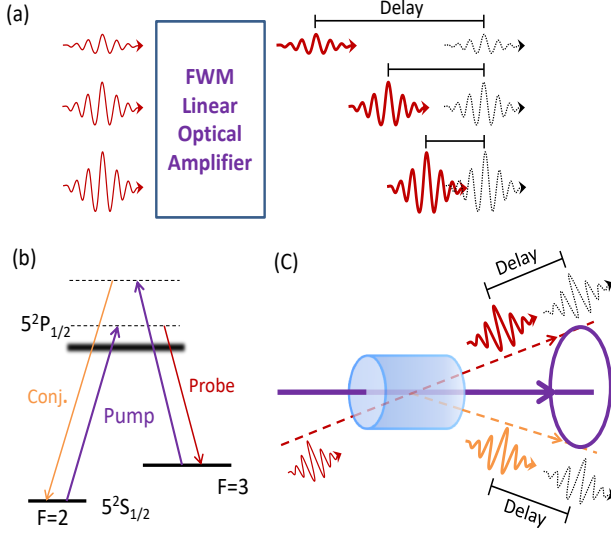 (a)
Delay
FWM
Linear
Optical
Amplifier
(b)
5²P₁/₂
Conj.
Pump
Probe
F=2
5²S₁/₂
F=3
(C)
Delay
Delay